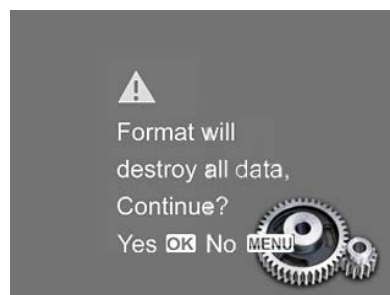 Format will
destroy all data,
Continue?
Yes OK No MENU